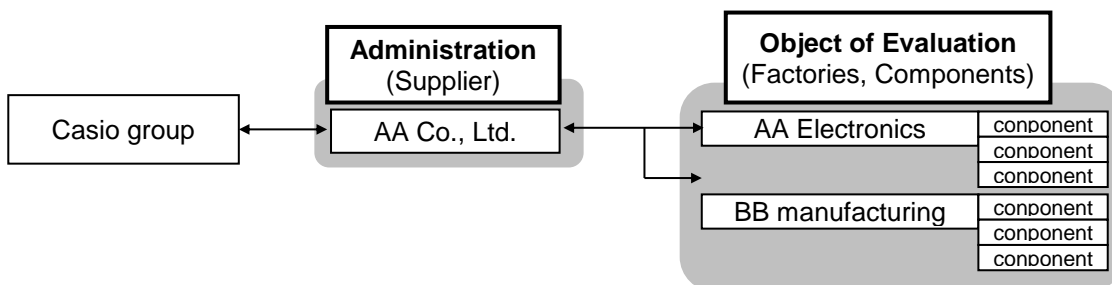 Administration
(Supplier)
Object of Evaluation
(Factories, Components)
Casio group
AA Co., Ltd.
AA Electronics
conponent
conponent
conponent
BB manufacturing
conponent
conponent
conponent